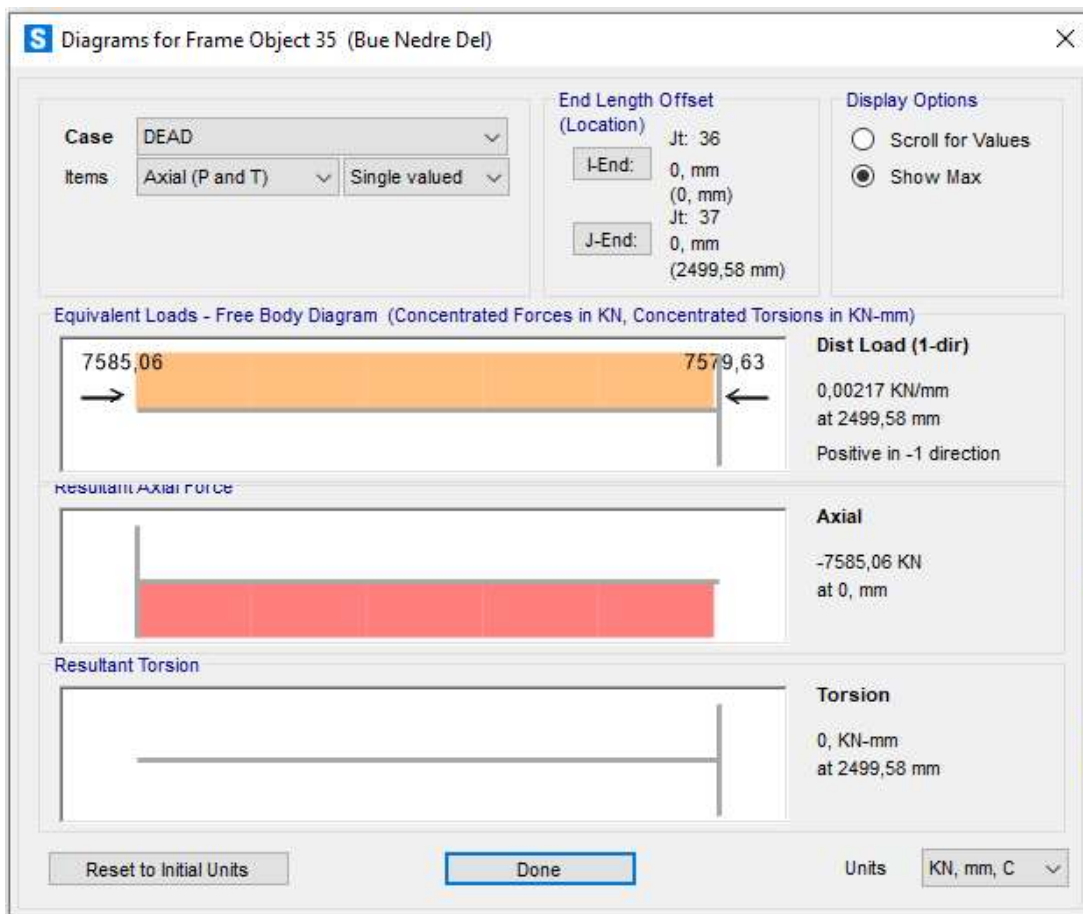 S Diagrams for Frame Object 35 (Bue Nedre Del)
Case DEAD
Items Axial (P and T) Single valued
End Length Offset
(Location)
Jt: 36
I-End: 0, mm
(0, mm)
Jt: 37
J-End: 0, mm
(2499,58 mm)
Display Options
Scroll for Values
Show Max
Equivalent Loads - Free Body Diagram (Concentrated Forces in KN, Concentrated Torsions in KN-mm)
7585,06 7579,63
Dist Load (1-dir)
0,00217 KN/mm
at 2499,58 mm
Positive in -1 direction
Resultant Axial Force
Axial
-7585,06 KN
at 0, mm
Resultant Torsion
Torsion
0, KN-mm
at 2499,58 mm
Reset to Initial Units Done Units KN, mm, C